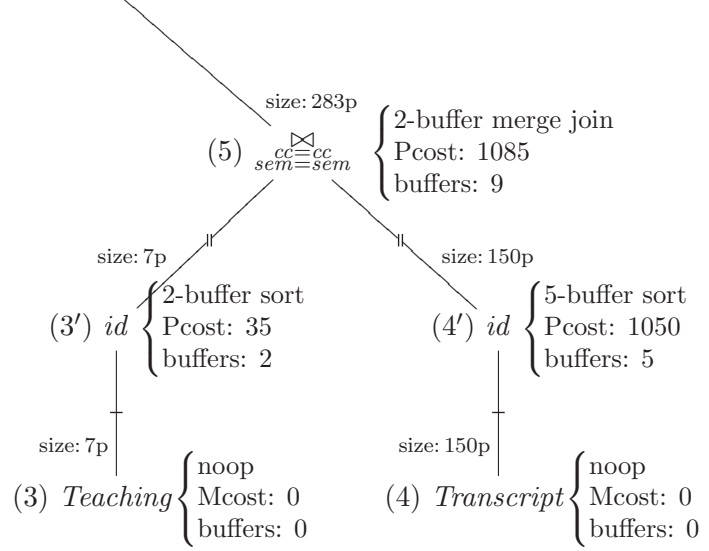 size: 283p
(5) ⋈ cc=cc sem=sem
2-buffer merge join
Pcost: 1085
buffers: 9
size: 7p
size: 150p
(3′) id
2-buffer sort
Pcost: 35
buffers: 2
(4′) id
5-buffer sort
Pcost: 1050
buffers: 5
size: 7p
size: 150p
(3) Teaching
noop
Mcost: 0
buffers: 0
(4) Transcript
noop
Mcost: 0
buffers: 0